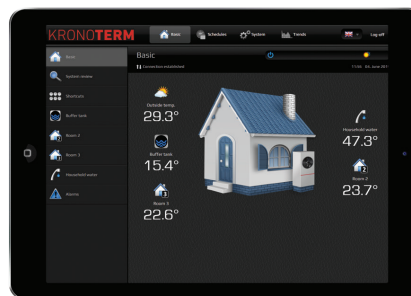 KRONOTERM
Basic
Schedules
System
Trends
Log off
Basic
System review
Shortcuts
Buffer tank
Room 2
Room 3
Household water
Alarms
Basic
Connection established
Outside temp.
29.3°
Buffer tank
15.4°
Room 3
22.6°
Household water
47.3°
Room 2
23.7°